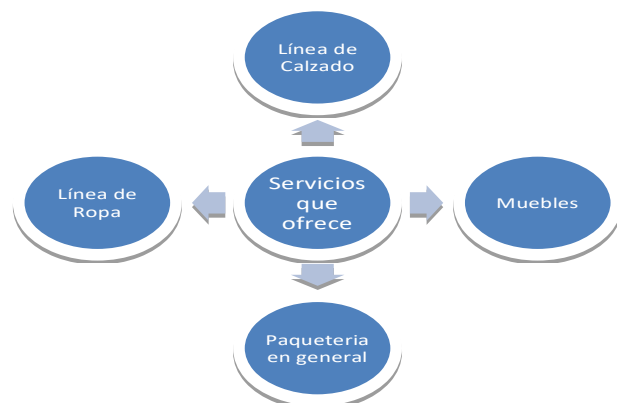 Línea de
Calzado
Línea de
Ropa
Servicios
que
ofrece
Muebles
Paqueteria
en general